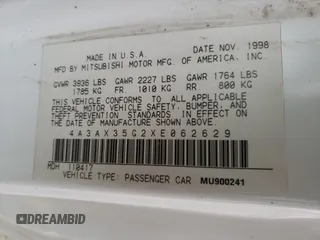 MADE IN U.S.A. DATE NOV. 1998
MFD BY MITSUBISHI MOTOR MFG. OF AMERICA, INC.
GVWR 3936 LBS GAWR 2227 LBS GAWR 1764 LBS
1785 KG FR. 1010 KG RR 800 KG
THIS VEHICLE CONFORMS TO ALL APPLICABLE
FEDERAL MOTOR VEHICLE SAFETY, BUMPER, AND
THEFT PREVENTION STANDARDS IN EFFECT ON THE
DATE OF MANUFACTURE SHOWN ABOVE.
4A3AX35G2XE062629
MDH 110417
VEHICLE TYPE: PASSENGER CAR MU900241
DREAMBID